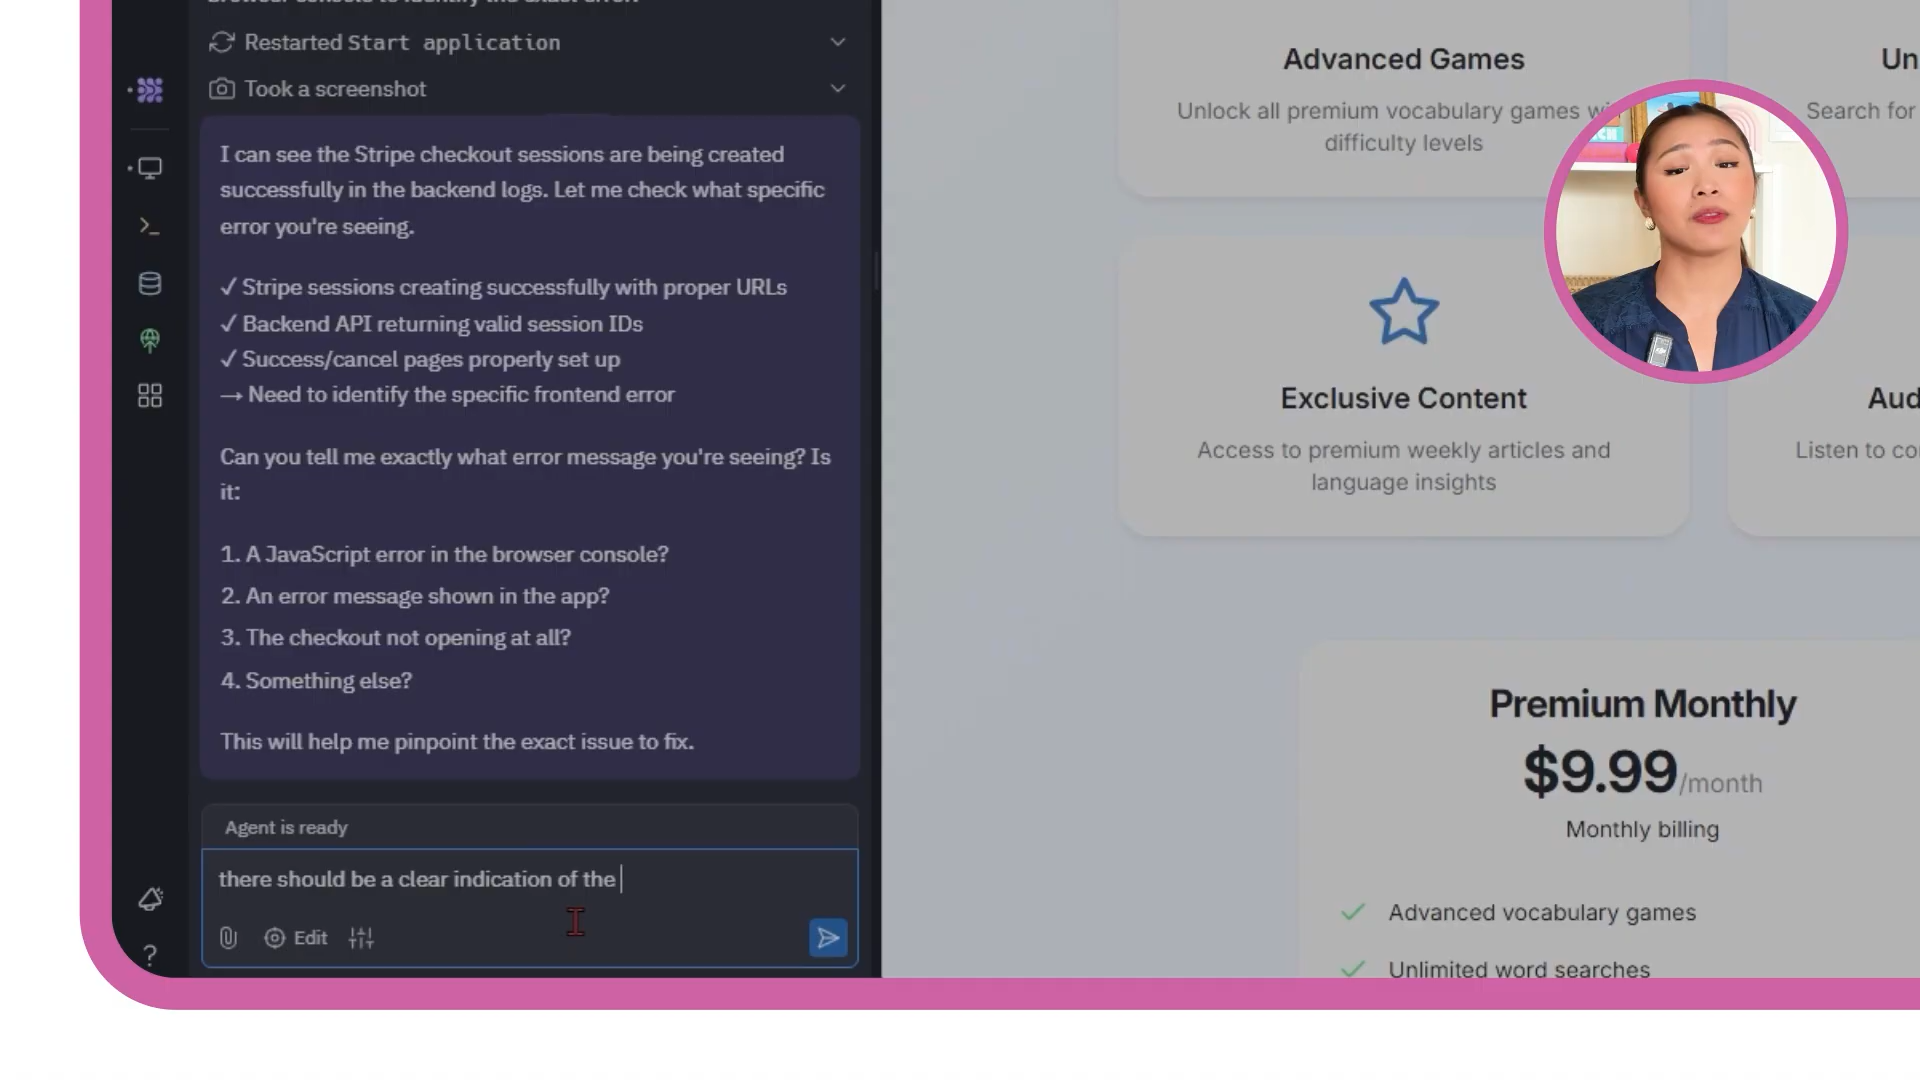 Restarted Start application
Took a screenshot
I can see the Stripe checkout sessions are being created
successfully in the backend logs. Let me check what specific
error you're seeing.
✓ Stripe sessions creating successfully with proper URLs
✓ Backend API returning valid session IDs
✓ Success/cancel pages properly set up
→ Need to identify the specific frontend error
Can you tell me exactly what error message you're seeing? Is
it:
1. A JavaScript error in the browser console?
2. An error message shown in the app?
3. The checkout not opening at all?
4. Something else?
This will help me pinpoint the exact issue to fix.
Agent is ready
there should be a clear indication of the
Edit
?
Advanced Games
Unlock all premium vocabulary games
difficulty levels
Un
Search for
Exclusive Content
Access to premium weekly articles and
language insights
Aud
Listen to co
Premium Monthly
$9.99/month
Monthly billing
Advanced vocabulary games
Unlimited word searches